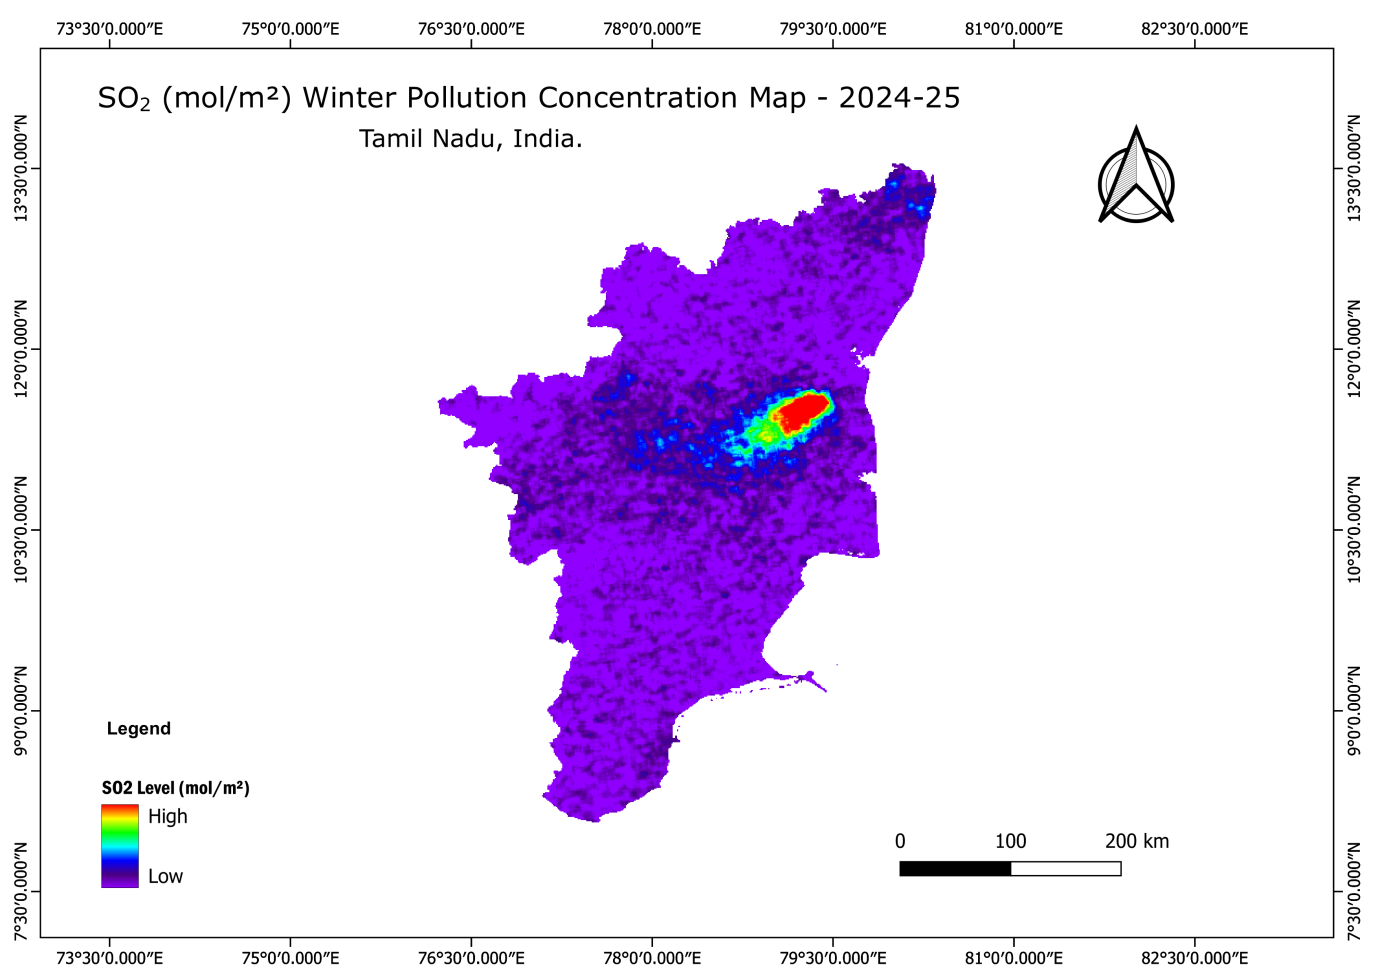 73°30′0.000″E 75°0′0.000″E 76°30′0.000″E 78°0′0.000″E 79°30′0.000″E 81°0′0.000″E 82°30′0.000″E
SO₂ (mol/m²) Winter Pollution Concentration Map - 2024-25
Tamil Nadu, India.
13°30′0.000″N 13°30′0.000″N
12°0′0.000″N 12°0′0.000″N
10°30′0.000″N 10°30′0.000″N
9°0′0.000″N 9°0′0.000″N
Legend
SO2 Level (mol/m²)
High
Low
0 100 200 km
7°30′0.000″N 7°30′0.000″N
73°30′0.000″E 75°0′0.000″E 76°30′0.000″E 78°0′0.000″E 79°30′0.000″E 81°0′0.000″E 82°30′0.000″E